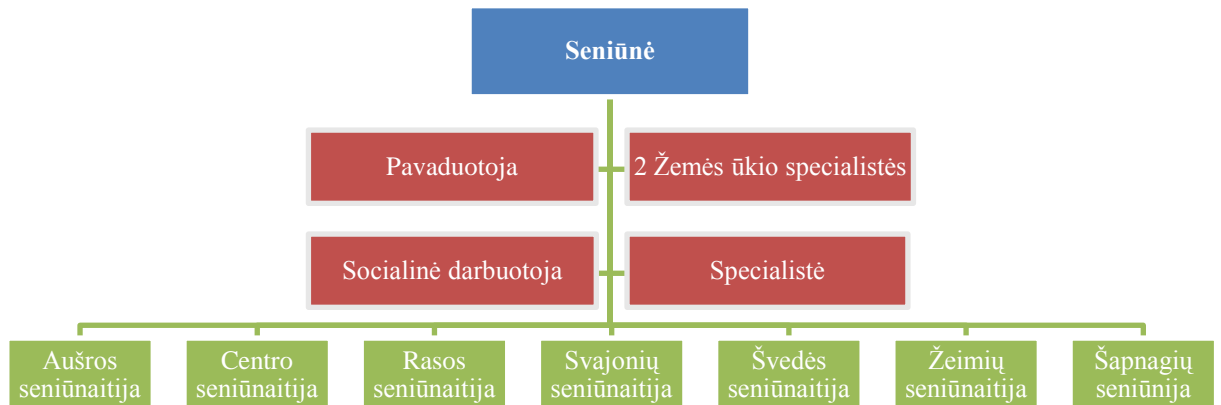 Seniūnė
Pavaduotoja
2 Žemės ūkio specialistės
Socialinė darbuotoja
Specialistė
Aušros
seniūnaitija
Centro
seniūnaitija
Rasos
seniūnaitija
Svajonių
seniūnaitija
Švedės
seniūnaitija
Žeimių
seniūnaitija
Šapnagių
seniūnija